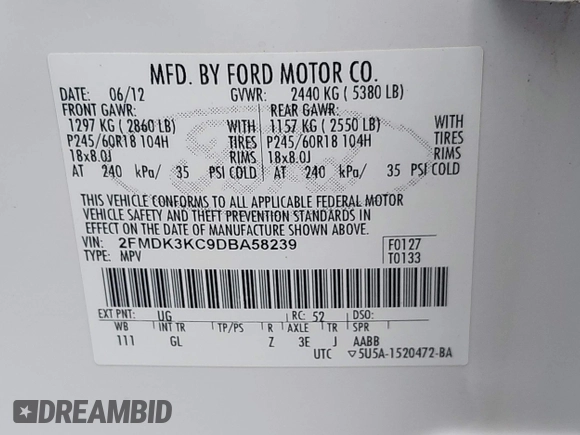 MFD. BY FORD MOTOR CO.
DATE: 06/12 GVWR: 2440 KG ( 5380 LB)
FRONT GAWR: REAR GAWR:
1297 KG ( 2860 LB) WITH 1157 KG ( 2550 LB) WITH
P245/60R18 104H TIRES P245/60R18 104H TIRES
18x8.0J RIMS 18x8.0J RIMS
AT 240 kPa/ 35 PSI COLD AT 240 kPa/ 35 PSI COLD
THIS VEHICLE CONFORMS TO ALL APPLICABLE FEDERAL MOTOR
VEHICLE SAFETY AND THEFT PREVENTION STANDARDS IN
EFFECT ON THE DATE OF MANUFACTURE SHOWN ABOVE.
VIN: 2FMDK3KC9DBA58239 F0127
TYPE: MPV T0133
EXT PNT: UG RC: 52 DSO:
WB INT TR TP/PS R AXLE TR SPR
111 GL Z 3E J AABB
UTC ▽5U5A-1520472-BA
DREAMBID